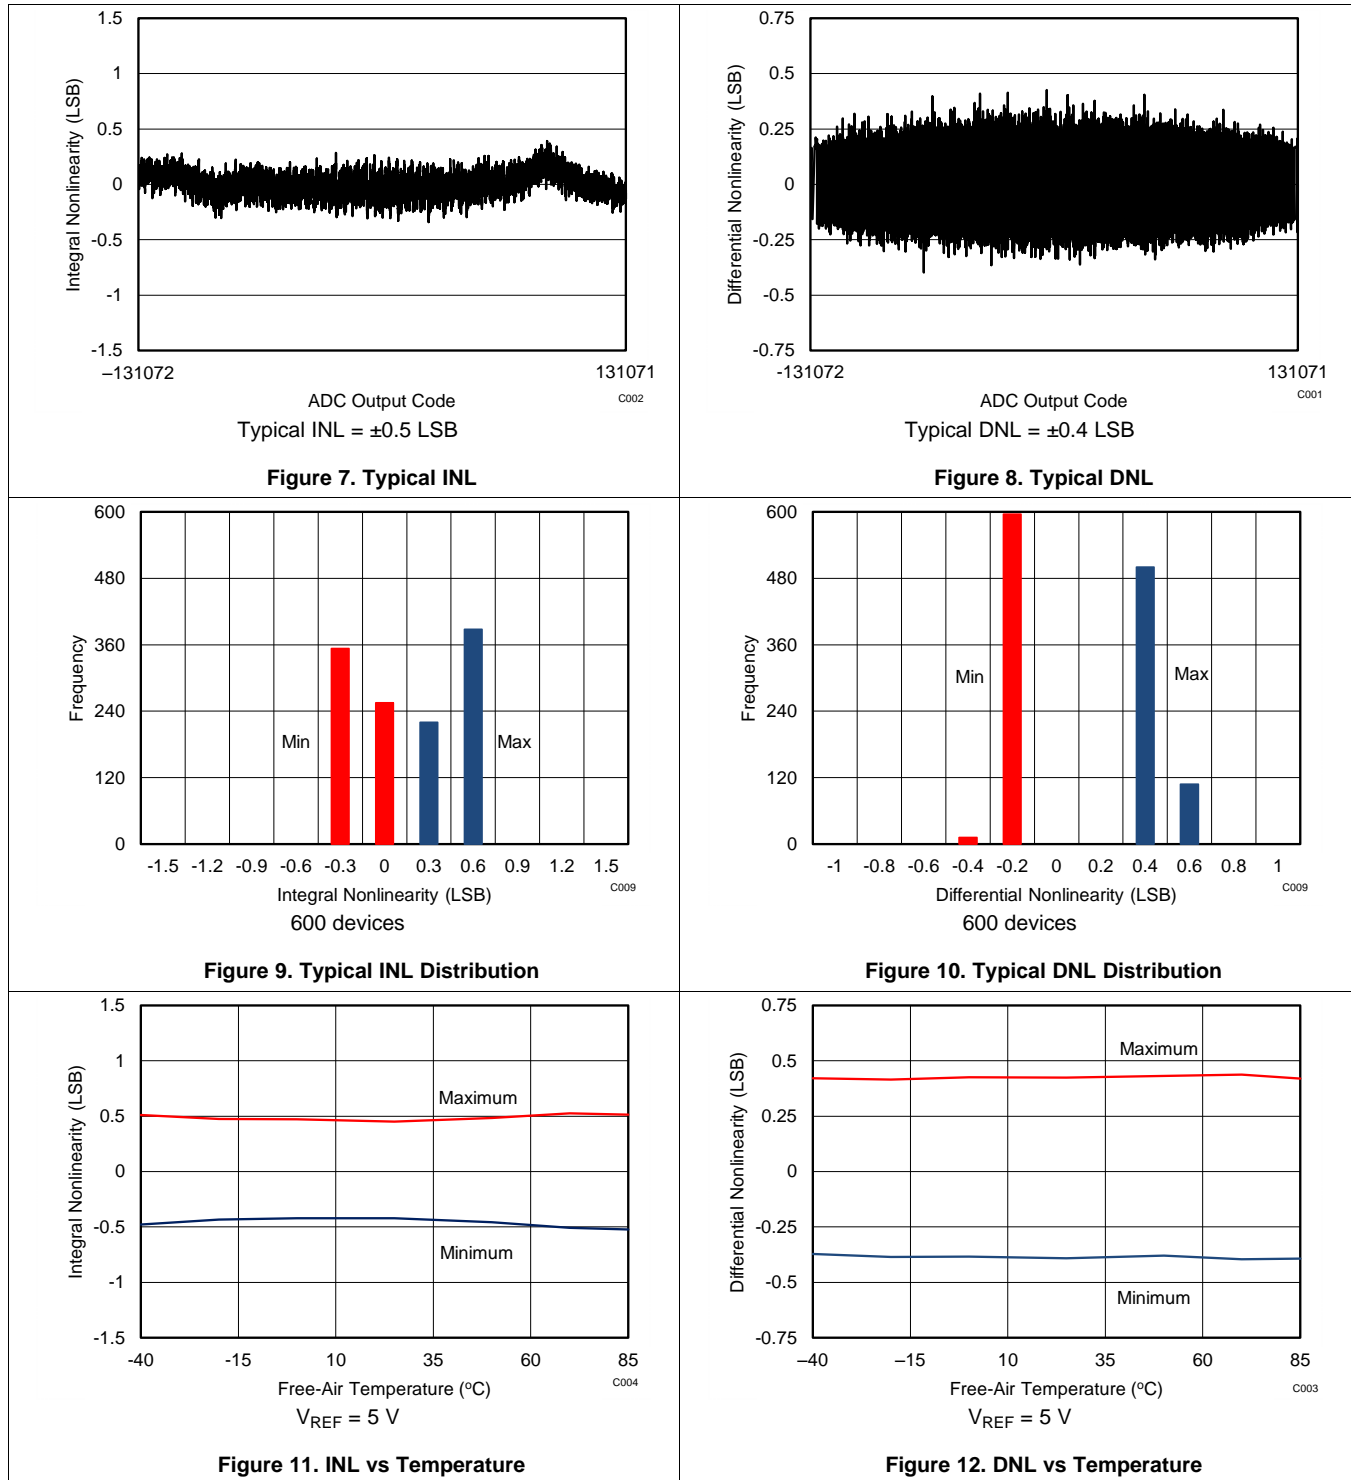 1.5
1
0.5
0
-0.5
-1
-1.5
Integral Nonlinearity (LSB)
–131072
131071
ADC Output Code
C002
Typical INL = ±0.5 LSB
Figure 7. Typical INL
0.75
0.5
0.25
0
-0.25
-0.5
-0.75
Differential Nonlinearity (LSB)
-131072
131071
ADC Output Code
C001
Typical DNL = ±0.4 LSB
Figure 8. Typical DNL
600
480
360
240
120
0
Frequency
Min
Max
-1.5 -1.2 -0.9 -0.6 -0.3 0 0.3 0.6 0.9 1.2 1.5
Integral Nonlinearity (LSB)
C009
600 devices
Figure 9. Typical INL Distribution
600
480
360
240
120
0
Frequency
Min
Max
-1 -0.8 -0.6 -0.4 -0.2 0 0.2 0.4 0.6 0.8 1
Differential Nonlinearity (LSB)
C009
600 devices
Figure 10. Typical DNL Distribution
1.5
1
0.5
0
-0.5
-1
-1.5
Integral Nonlinearity (LSB)
Maximum
Minimum
-40 -15 10 35 60 85
Free-Air Temperature (°C)
C004
VREF = 5 V
Figure 11. INL vs Temperature
0.75
0.5
0.25
0
-0.25
-0.5
-0.75
Differential Nonlinearity (LSB)
Maximum
Minimum
–40 –15 10 35 60 85
Free-Air Temperature (°C)
C003
VREF = 5 V
Figure 12. DNL vs Temperature